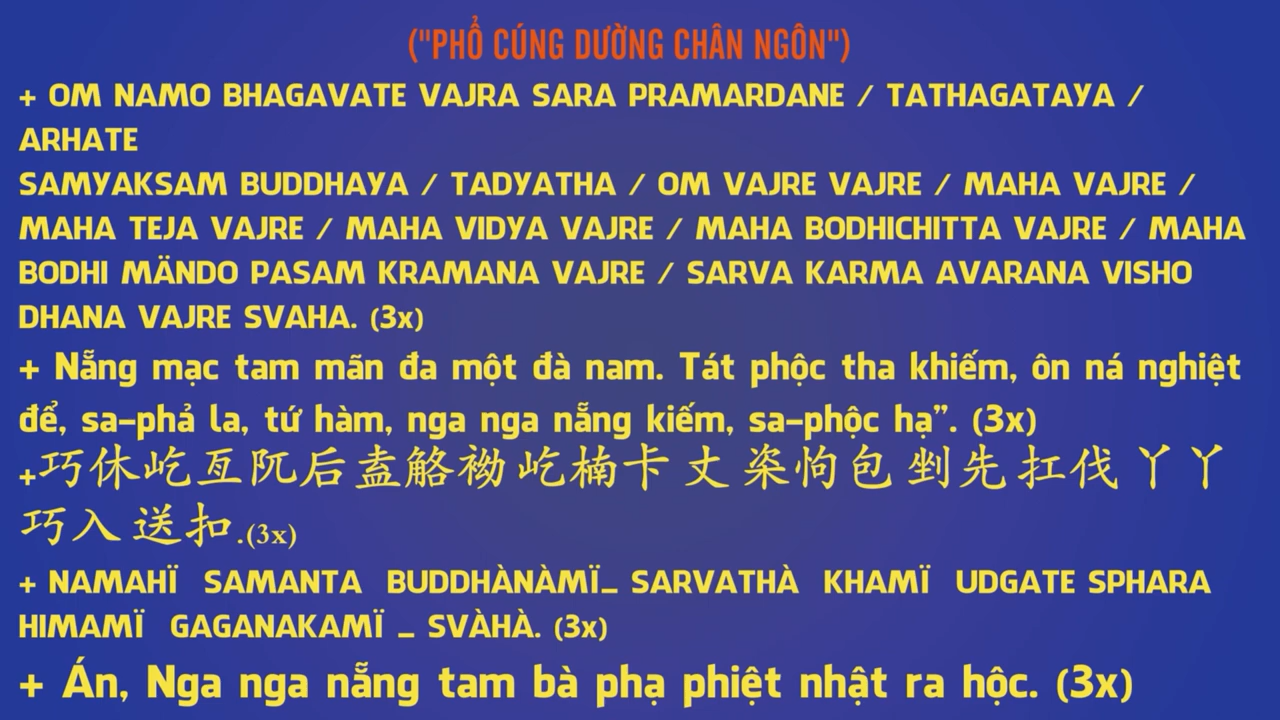 ("PHỔ CÚNG DƯỜNG CHÂN NGÔN")
+ OM NAMO BHAGAVATE VAJRA SARA PRAMARDANE / TATHAGATAYA /
ARHATE
SAMYAKSAM BUDDHAYA / TADYATHA / OM VAJRE VAJRE / MAHA VAJRE /
MAHA TEJA VAJRE / MAHA VIDYA VAJRE / MAHA BODHICHITTA VAJRE / MAHA
BODHI MÄNDO PASAM KRAMANA VAJRE / SARVA KARMA AVARANA VISHO
DHANA VAJRE SVAHA. (3x)
+ Nẵng mạc tam mãn đa một đà nam. Tát phộc tha khiếm, ôn ná nghiệt
để, sa-phả la, tứ hàm, nga nga nẵng kiếm, sa-phộc hạ”. (3x)
+巧休屹亙阢后盍觡袎屹楠卡丈 栥恦包 剉先扛伐 丫丫
巧入送扣.(3x)
+ NAMAHÏ SAMANTA BUDDHÀNÀMÏ_ SARVATHÀ KHAMÏ UDGATE SPHARA
HIMAMÏ GAGANAKAMÏ _ SVÀHÀ. (3x)
+ Án, Nga nga nẵng tam bà phạ phiệt nhật ra hộc. (3x)